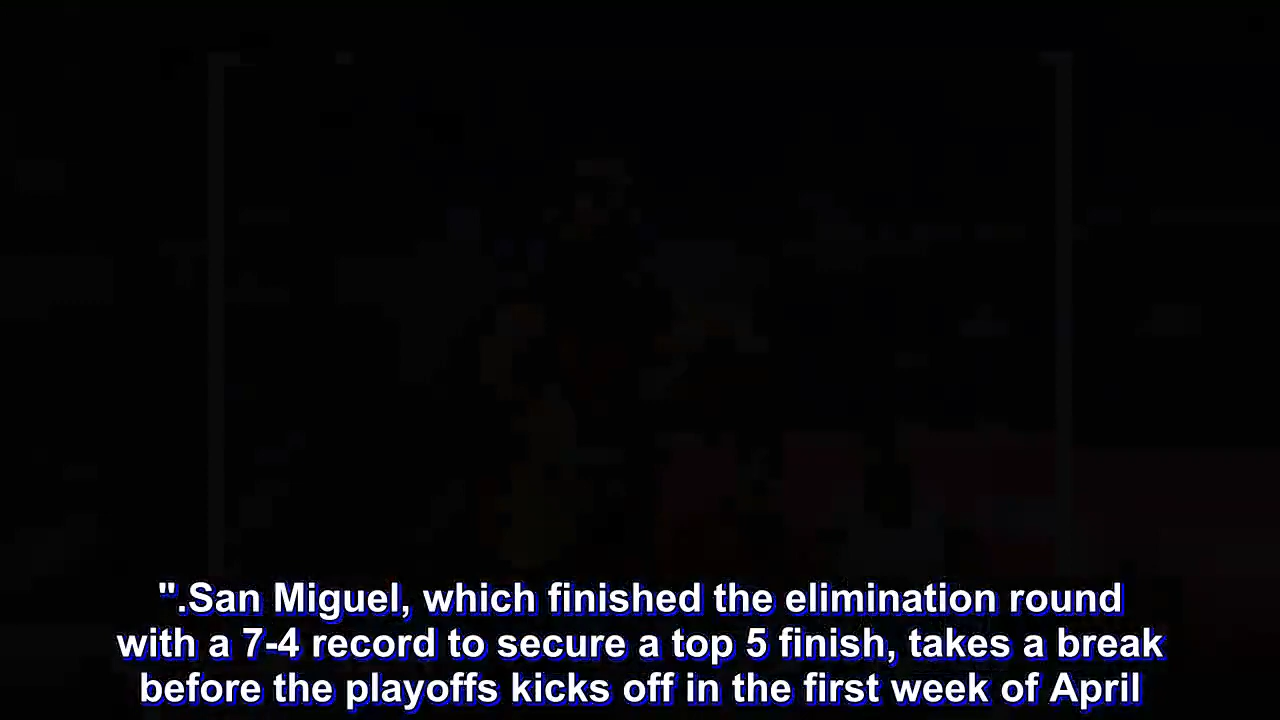 ".San Miguel, which finished the elimination round
with a 7-4 record to secure a top 5 finish, takes a break
before the playoffs kicks off in the first week of April